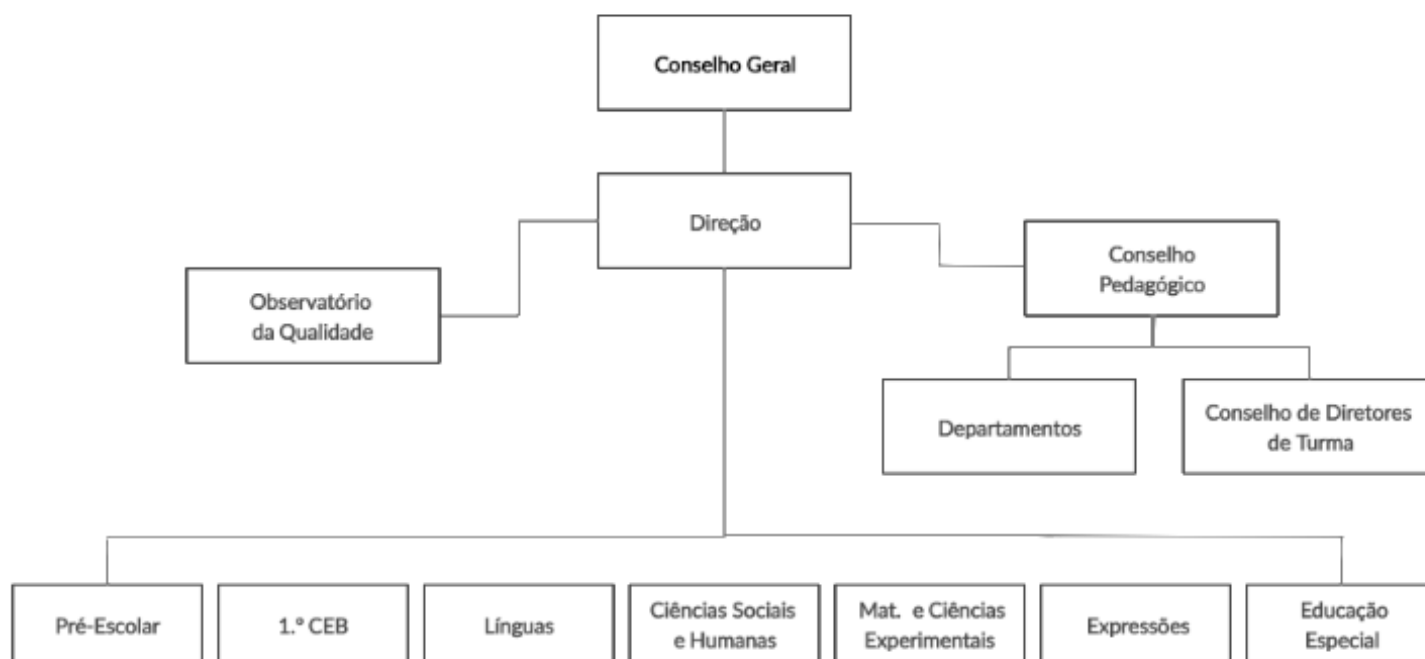 Conselho Geral
Direção
Observatório
da Qualidade
Conselho
Pedagógico
Departamentos
Conselho de Diretores
de Turma
Pré-Escolar
1.º CEB
Línguas
Ciências Sociais
e Humanas
Mat. e Ciências
Experimentais
Expressões
Educação
Especial